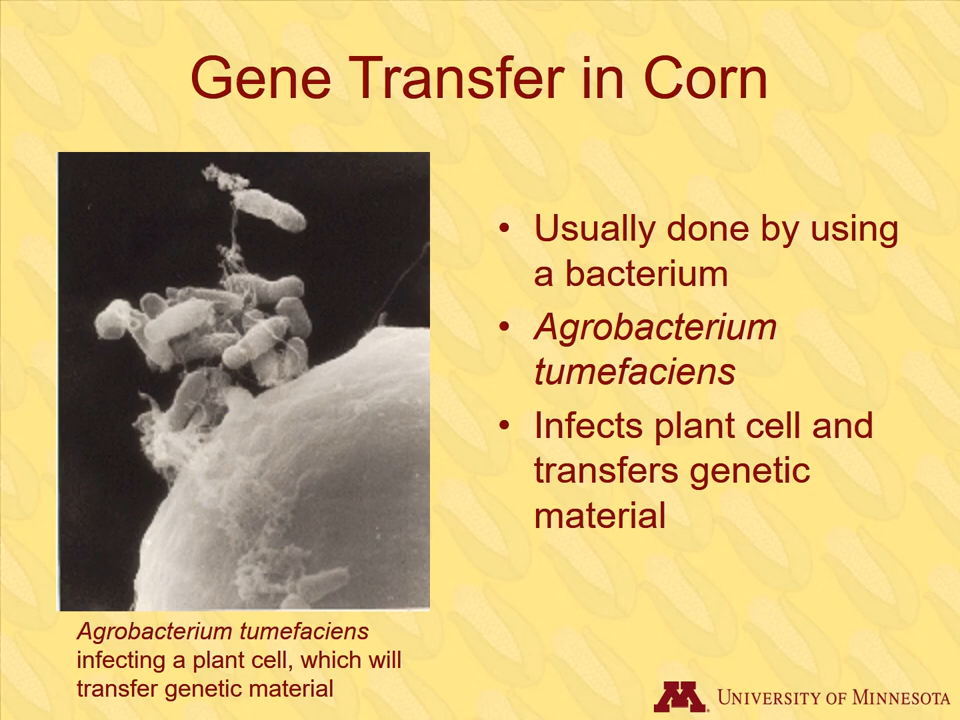 Gene Transfer in Corn
• Usually done by using
a bacterium
• Agrobacterium
tumefaciens
• Infects plant cell and
transfers genetic
material
Agrobacterium tumefaciens
infecting a plant cell, which will
transfer genetic material
M UNIVERSITY OF MINNESOTA